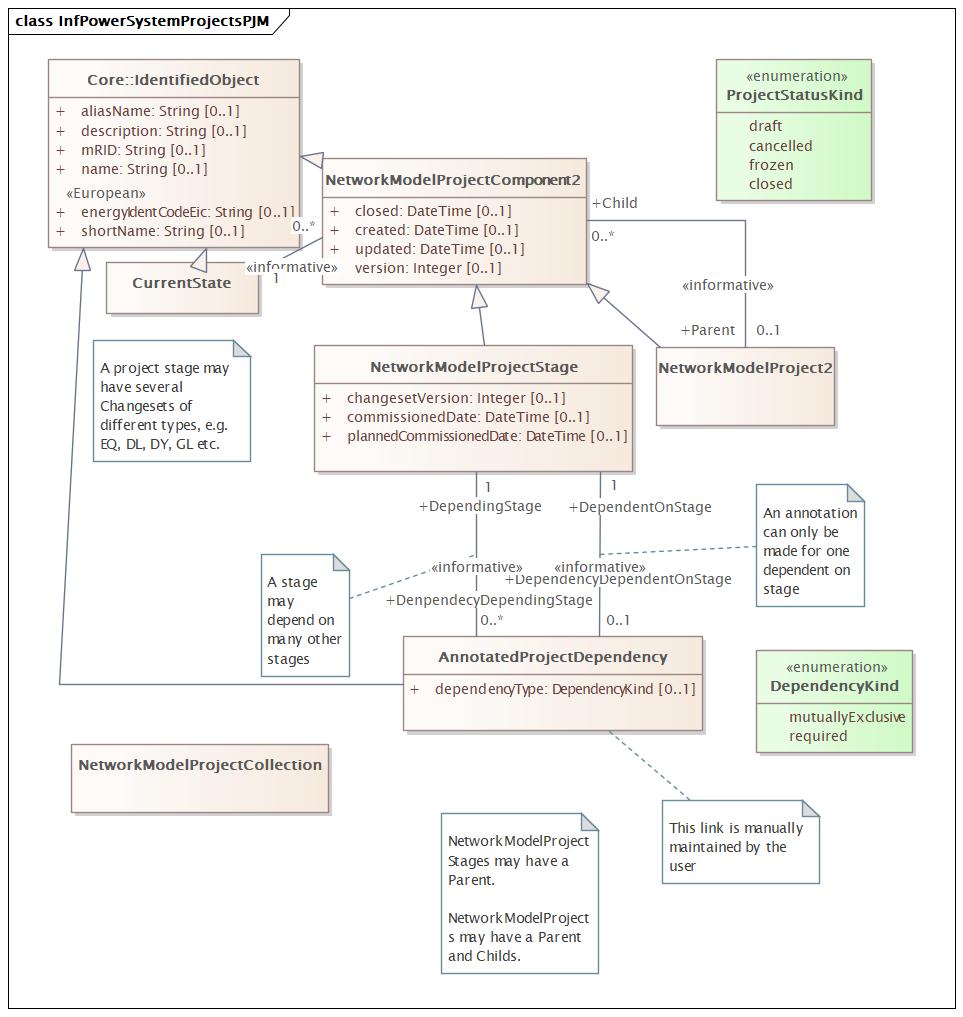 class InfPowerSystemProjectsPJM
Core::IdentifiedObject
+ aliasName: String [0..1]
+ description: String [0..1]
+ mRID: String [0..1]
+ name: String [0..1]
«European»
+ energyIdentCodeEic: String [0..1]
+ shortName: String [0..1]
«enumeration»
ProjectStatusKind
draft
cancelled
frozen
closed
NetworkModelProjectComponent2
+ closed: DateTime [0..1]
+ created: DateTime [0..1]
+ updated: DateTime [0..1]
+ version: Integer [0..1]
+Child
0..*
0..*
«informative»
1
CurrentState
«informative»
+Parent
0..1
NetworkModelProject2
A project stage may
have several
Changesets of
different types, e.g.
EQ, DL, DY, GL etc.
NetworkModelProjectStage
+ changesetVersion: Integer [0..1]
+ commissionedDate: DateTime [0..1]
+ plannedCommissionedDate: DateTime [0..1]
1
+DependingStage
1
+DependentOnStage
An annotation
can only be
made for one
dependent on
stage
A stage
may
depend on
many other
stages
«informative»
«informative»
+DependencyDependentOnStage
+DenpendecyDependingStage
0..*
0..1
AnnotatedProjectDependency
+ dependencyType: DependencyKind [0..1]
«enumeration»
DependencyKind
mutuallyExclusive
required
NetworkModelProjectCollection
This link is manually
maintained by the
user
NetworkModelProject
Stages may have a
Parent.
NetworkModelProject
s may have a Parent
and Childs.